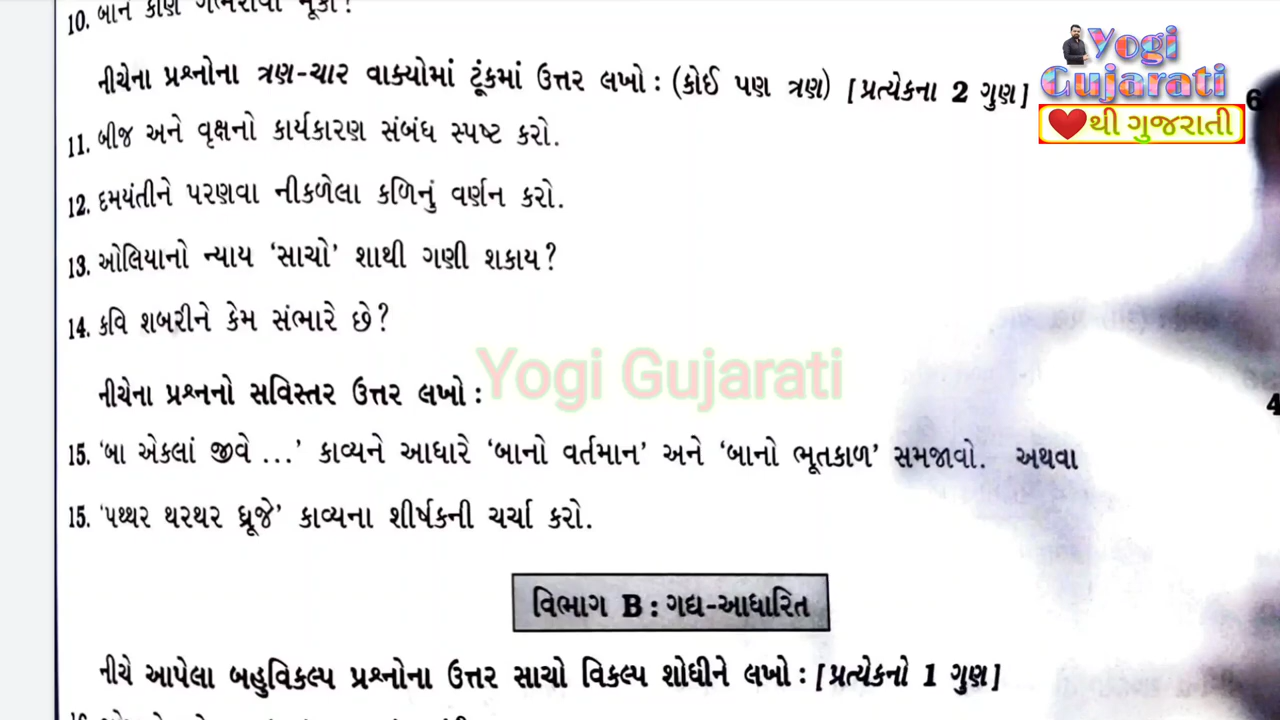 10. બાને કોણ
Yogi
Gujarati
❤થી ગુજરાતી
નીચેના પ્રશ્નોના ત્રણ-ચાર વાક્યોમાં ટૂંકમાં ઉત્તર લખો : (કોઈ પણ ત્રણ) [પ્રત્યેકના 2 ગુણ] 6
11. બીજ અને વૃક્ષનો કાર્યકારણ સંબંધ સ્પષ્ટ કરો.
12. દમયંતીને પરણવા નીકળેલા કળિનું વર્ણન કરો.
13. ઓલિયાનો ન્યાય ‘સાચો’ શાથી ગણી શકાય?
14. કવિ શબરીને કેમ સંભારે છે?
Yogi Gujarati
નીચેના પ્રશ્નનો સવિસ્તર ઉત્તર લખો : 4
15. ‘બા એકલાં જીવે ...’ કાવ્યને આધારે ‘બાનો વર્તમાન’ અને ‘બાનો ભૂતકાળ’ સમજાવો. અથવા
15. ‘પથ્થર થરથર ધ્રૂજે’ કાવ્યના શીર્ષકની ચર્ચા કરો.
વિભાગ B : ગદ્ય-આધારિત
નીચે આપેલા બહુવિકલ્પ પ્રશ્નોના ઉત્તર સાચો વિકલ્પ શોધીને લખો : [પ્રત્યેકનો 1 ગુણ]